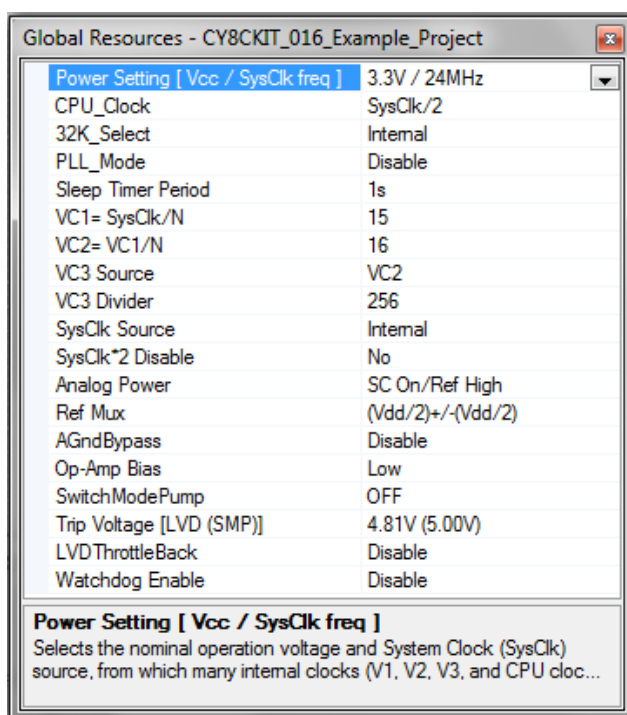 Global Resources - CY8CKIT_016_Example_Project
Power Setting [ Vcc / SysClk freq ] 3.3V / 24MHz
CPU_Clock SysClk/2
32K_Select Internal
PLL_Mode Disable
Sleep Timer Period 1s
VC1= SysClk/N 15
VC2= VC1/N 16
VC3 Source VC2
VC3 Divider 256
SysClk Source Internal
SysClk*2 Disable No
Analog Power SC On/Ref High
Ref Mux (Vdd/2)+/-(Vdd/2)
AGndBypass Disable
Op-Amp Bias Low
SwitchModePump OFF
Trip Voltage [LVD (SMP)] 4.81V (5.00V)
LVDThrottleBack Disable
Watchdog Enable Disable
Power Setting [ Vcc / SysClk freq ]
Selects the nominal operation voltage and System Clock (SysClk)
source, from which many internal clocks (V1, V2, V3, and CPU cloc...